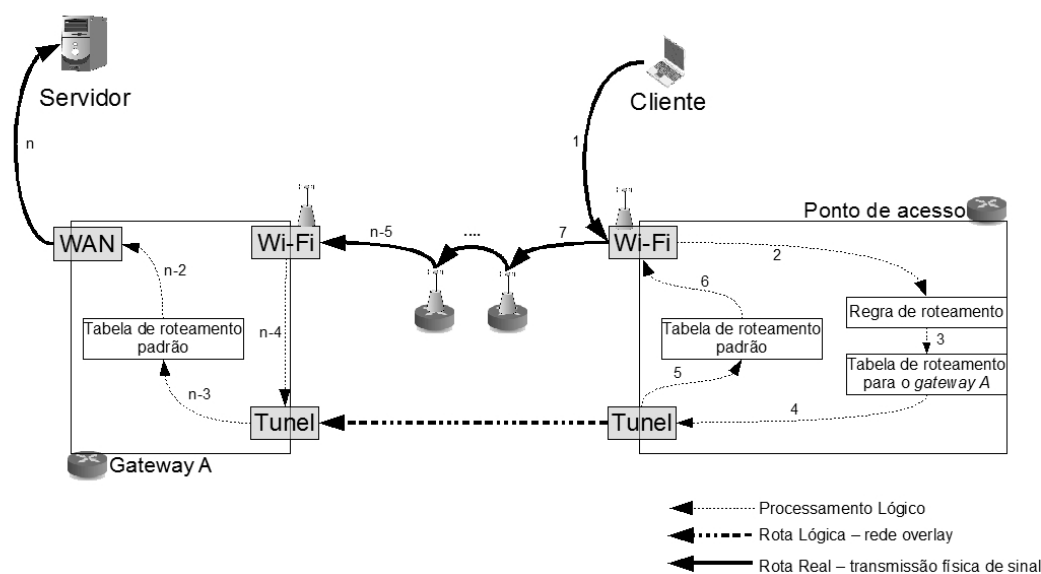 Servidor
Cliente
n
1
Ponto de acesso
WAN
Wi-Fi
n-5
....
7
Wi-Fi
2
n-2
6
Regra de roteamento
Tabela de roteamento
padrão
n-4
Tabela de roteamento
padrão
3
Tabela de roteamento
para o gateway A
n-3
5
4
Tunel
Tunel
Gateway A
Processamento Lógico
Rota Lógica – rede overlay
Rota Real – transmissão física de sinal